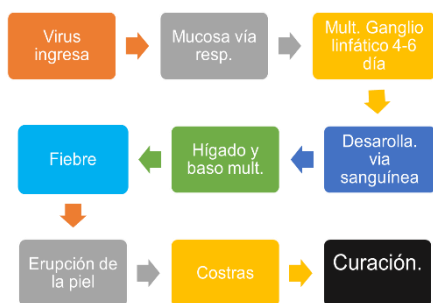 Virus
ingresa
Mucosa vía
resp.
Mult. Ganglio
linfático 4-6
día
Desarolla.
via
sanguínea
Hígado y
baso mult.
Fiebre
Erupción de
la piel
Costras
Curación.